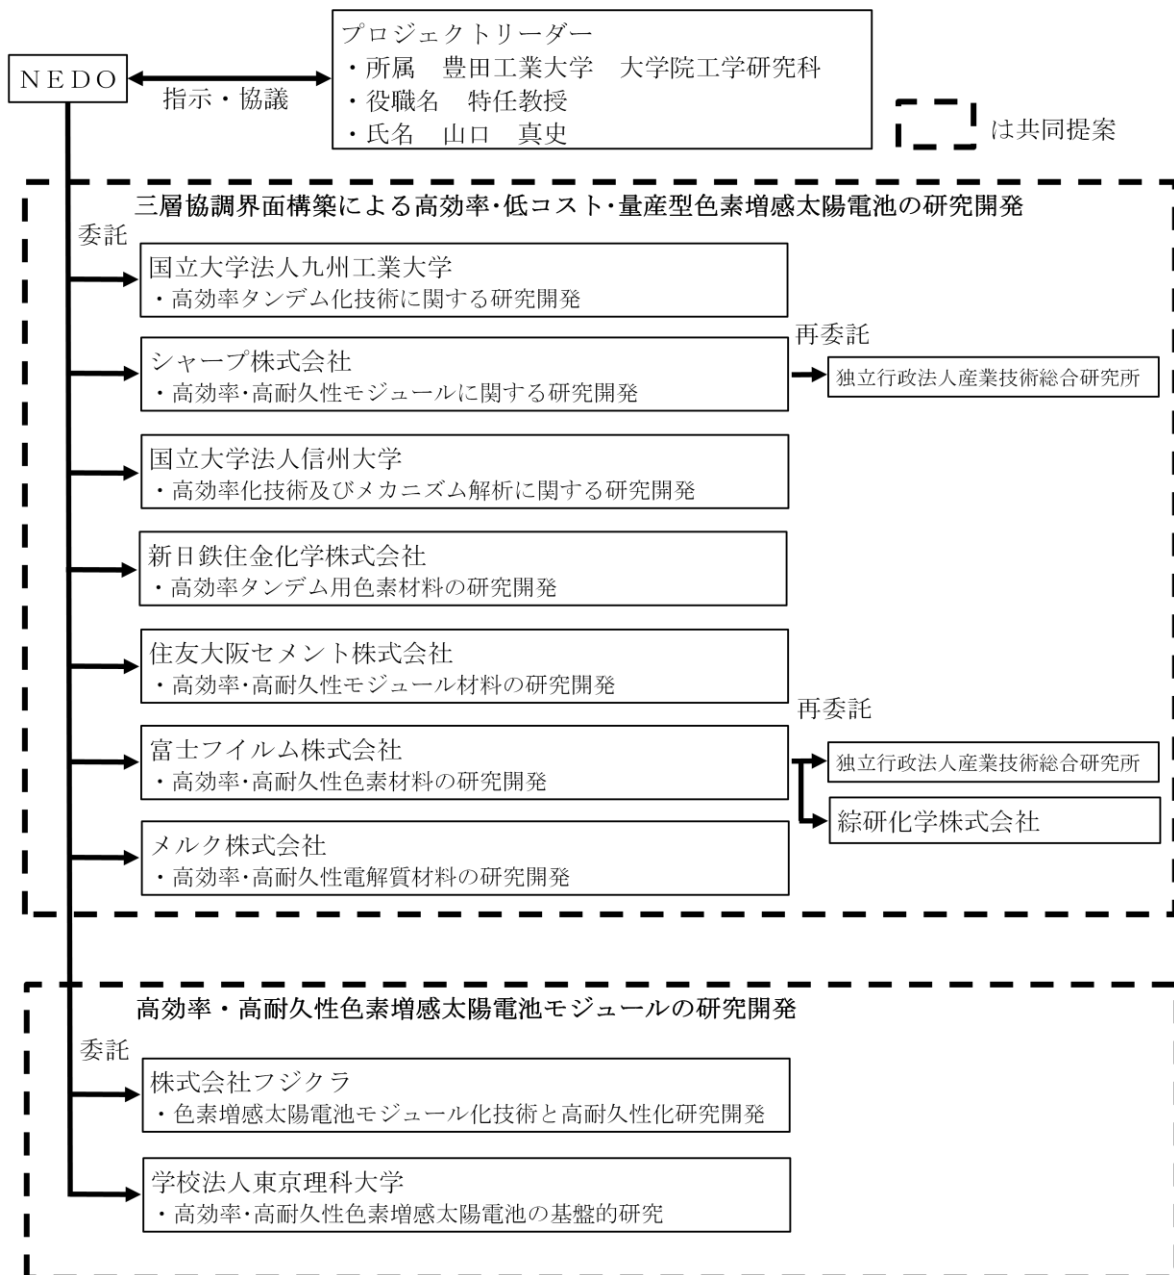 プロジェクトリーダー
・所属　豊田工業大学　大学院工学研究科
・役職名　特任教授
・氏名　山口　真史
ＮＥＤＯ
指示・協議
は共同提案
三層協調界面構築による高効率･低コスト･量産型色素増感太陽電池の研究開発
委託
国立大学法人九州工業大学
・高効率タンデム化技術に関する研究開発
シャープ株式会社
・高効率･高耐久性モジュールに関する研究開発
再委託
独立行政法人産業技術総合研究所
国立大学法人信州大学
・高効率化技術及びメカニズム解析に関する研究開発
新日鉄住金化学株式会社
・高効率タンデム用色素材料の研究開発
住友大阪セメント株式会社
・高効率･高耐久性モジュール材料の研究開発
富士フイルム株式会社
・高効率･高耐久性色素材料の研究開発
再委託
独立行政法人産業技術総合研究所
綜研化学株式会社
メルク株式会社
・高効率･高耐久性電解質材料の研究開発
高効率・高耐久性色素増感太陽電池モジュールの研究開発
委託
株式会社フジクラ
・色素増感太陽電池モジュール化技術と高耐久性化研究開発
学校法人東京理科大学
・高効率･高耐久性色素増感太陽電池の基盤的研究